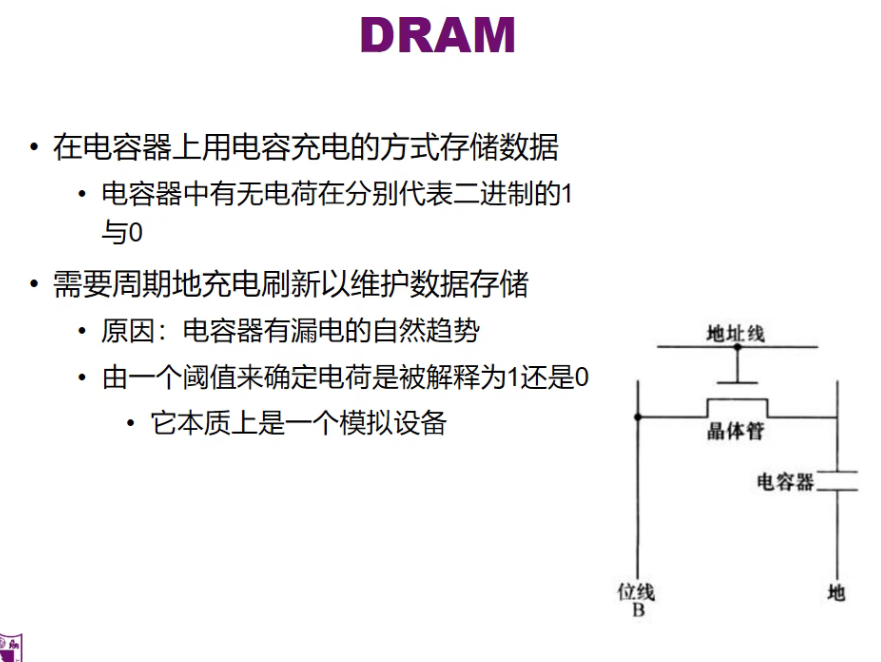 DRAM
• 在电容器上用电容充电的方式存储数据
• 电容器中有无电荷在分别代表二进制的1
与0
• 需要周期地充电刷新以维护数据存储
• 原因：电容器有漏电的自然趋势
• 由一个阈值来确定电荷是被解释为1还是0
• 它本质上是一个模拟设备
地址线
晶体管
电容器
位线
B
地